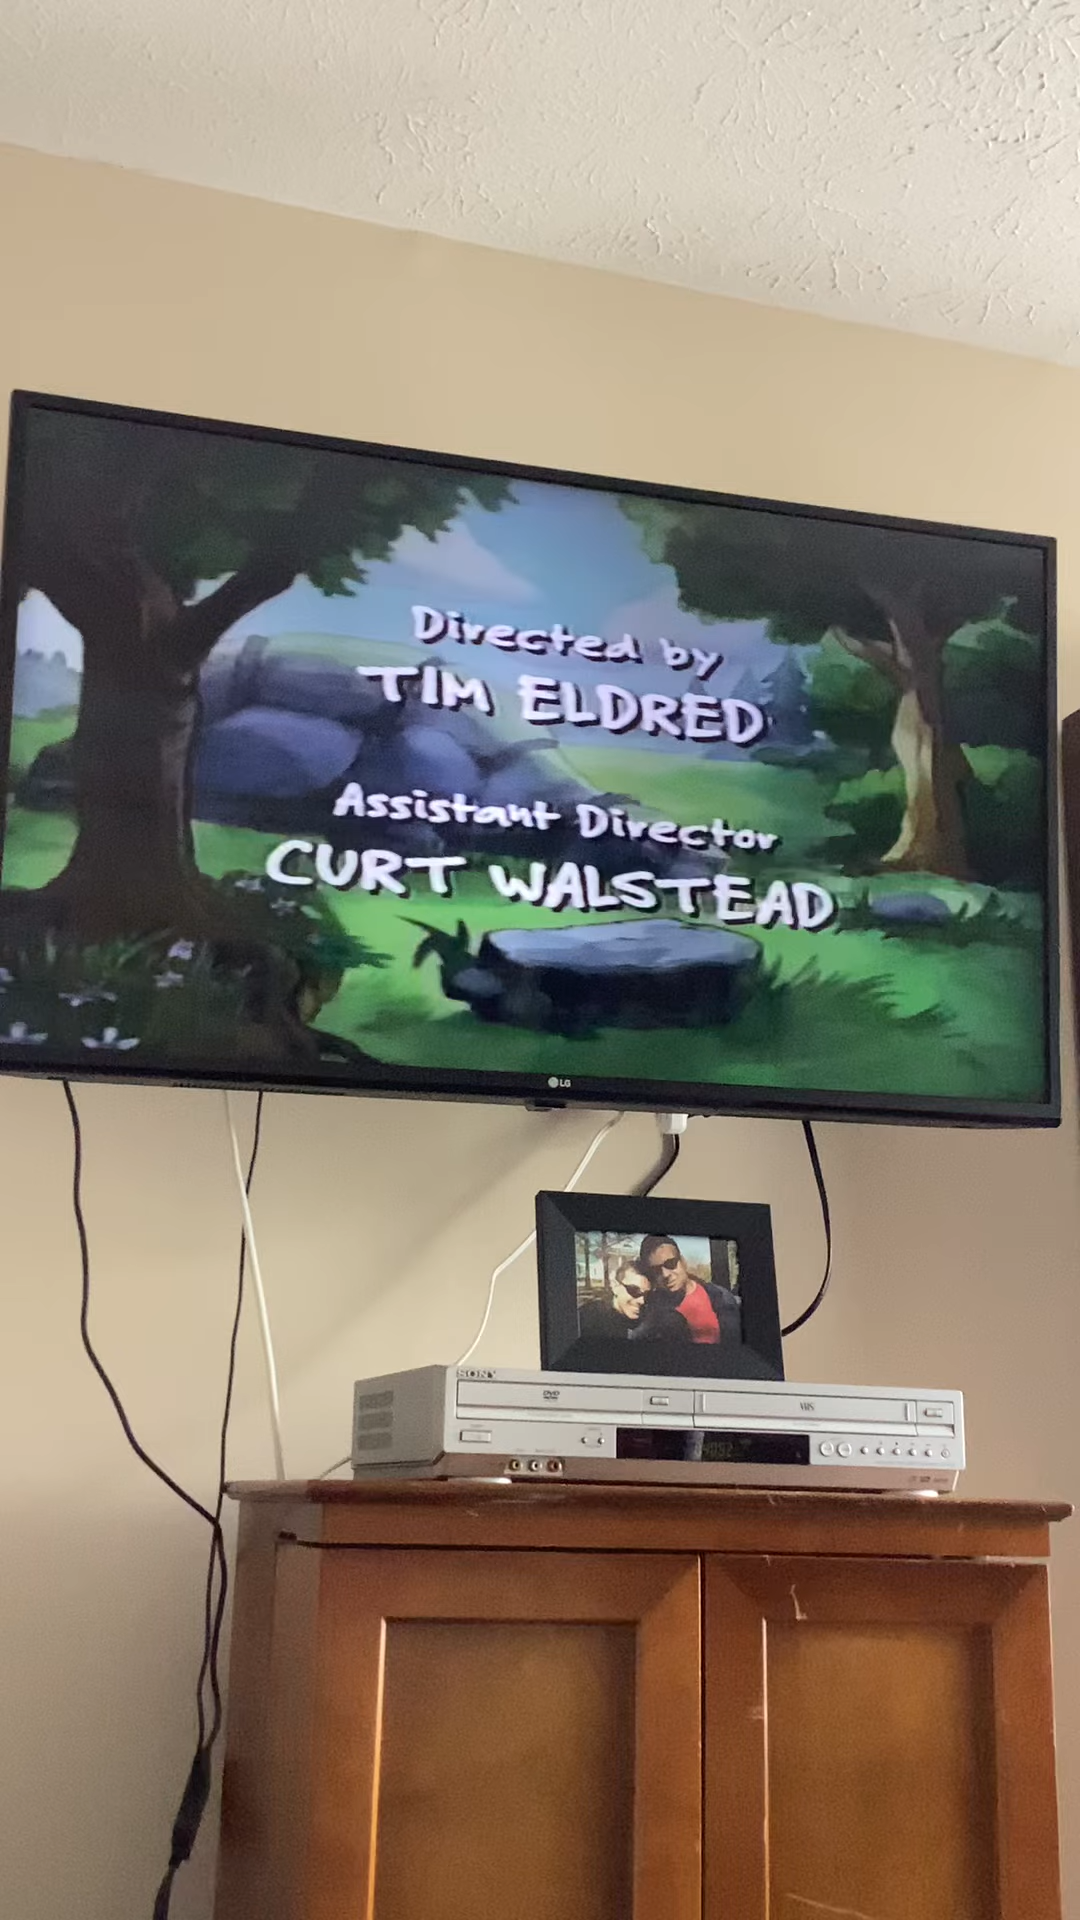 Directed by
TIM ELDRED
Assistant Director
CURT WALSTEAD
LG
SONY
DVD
VHS